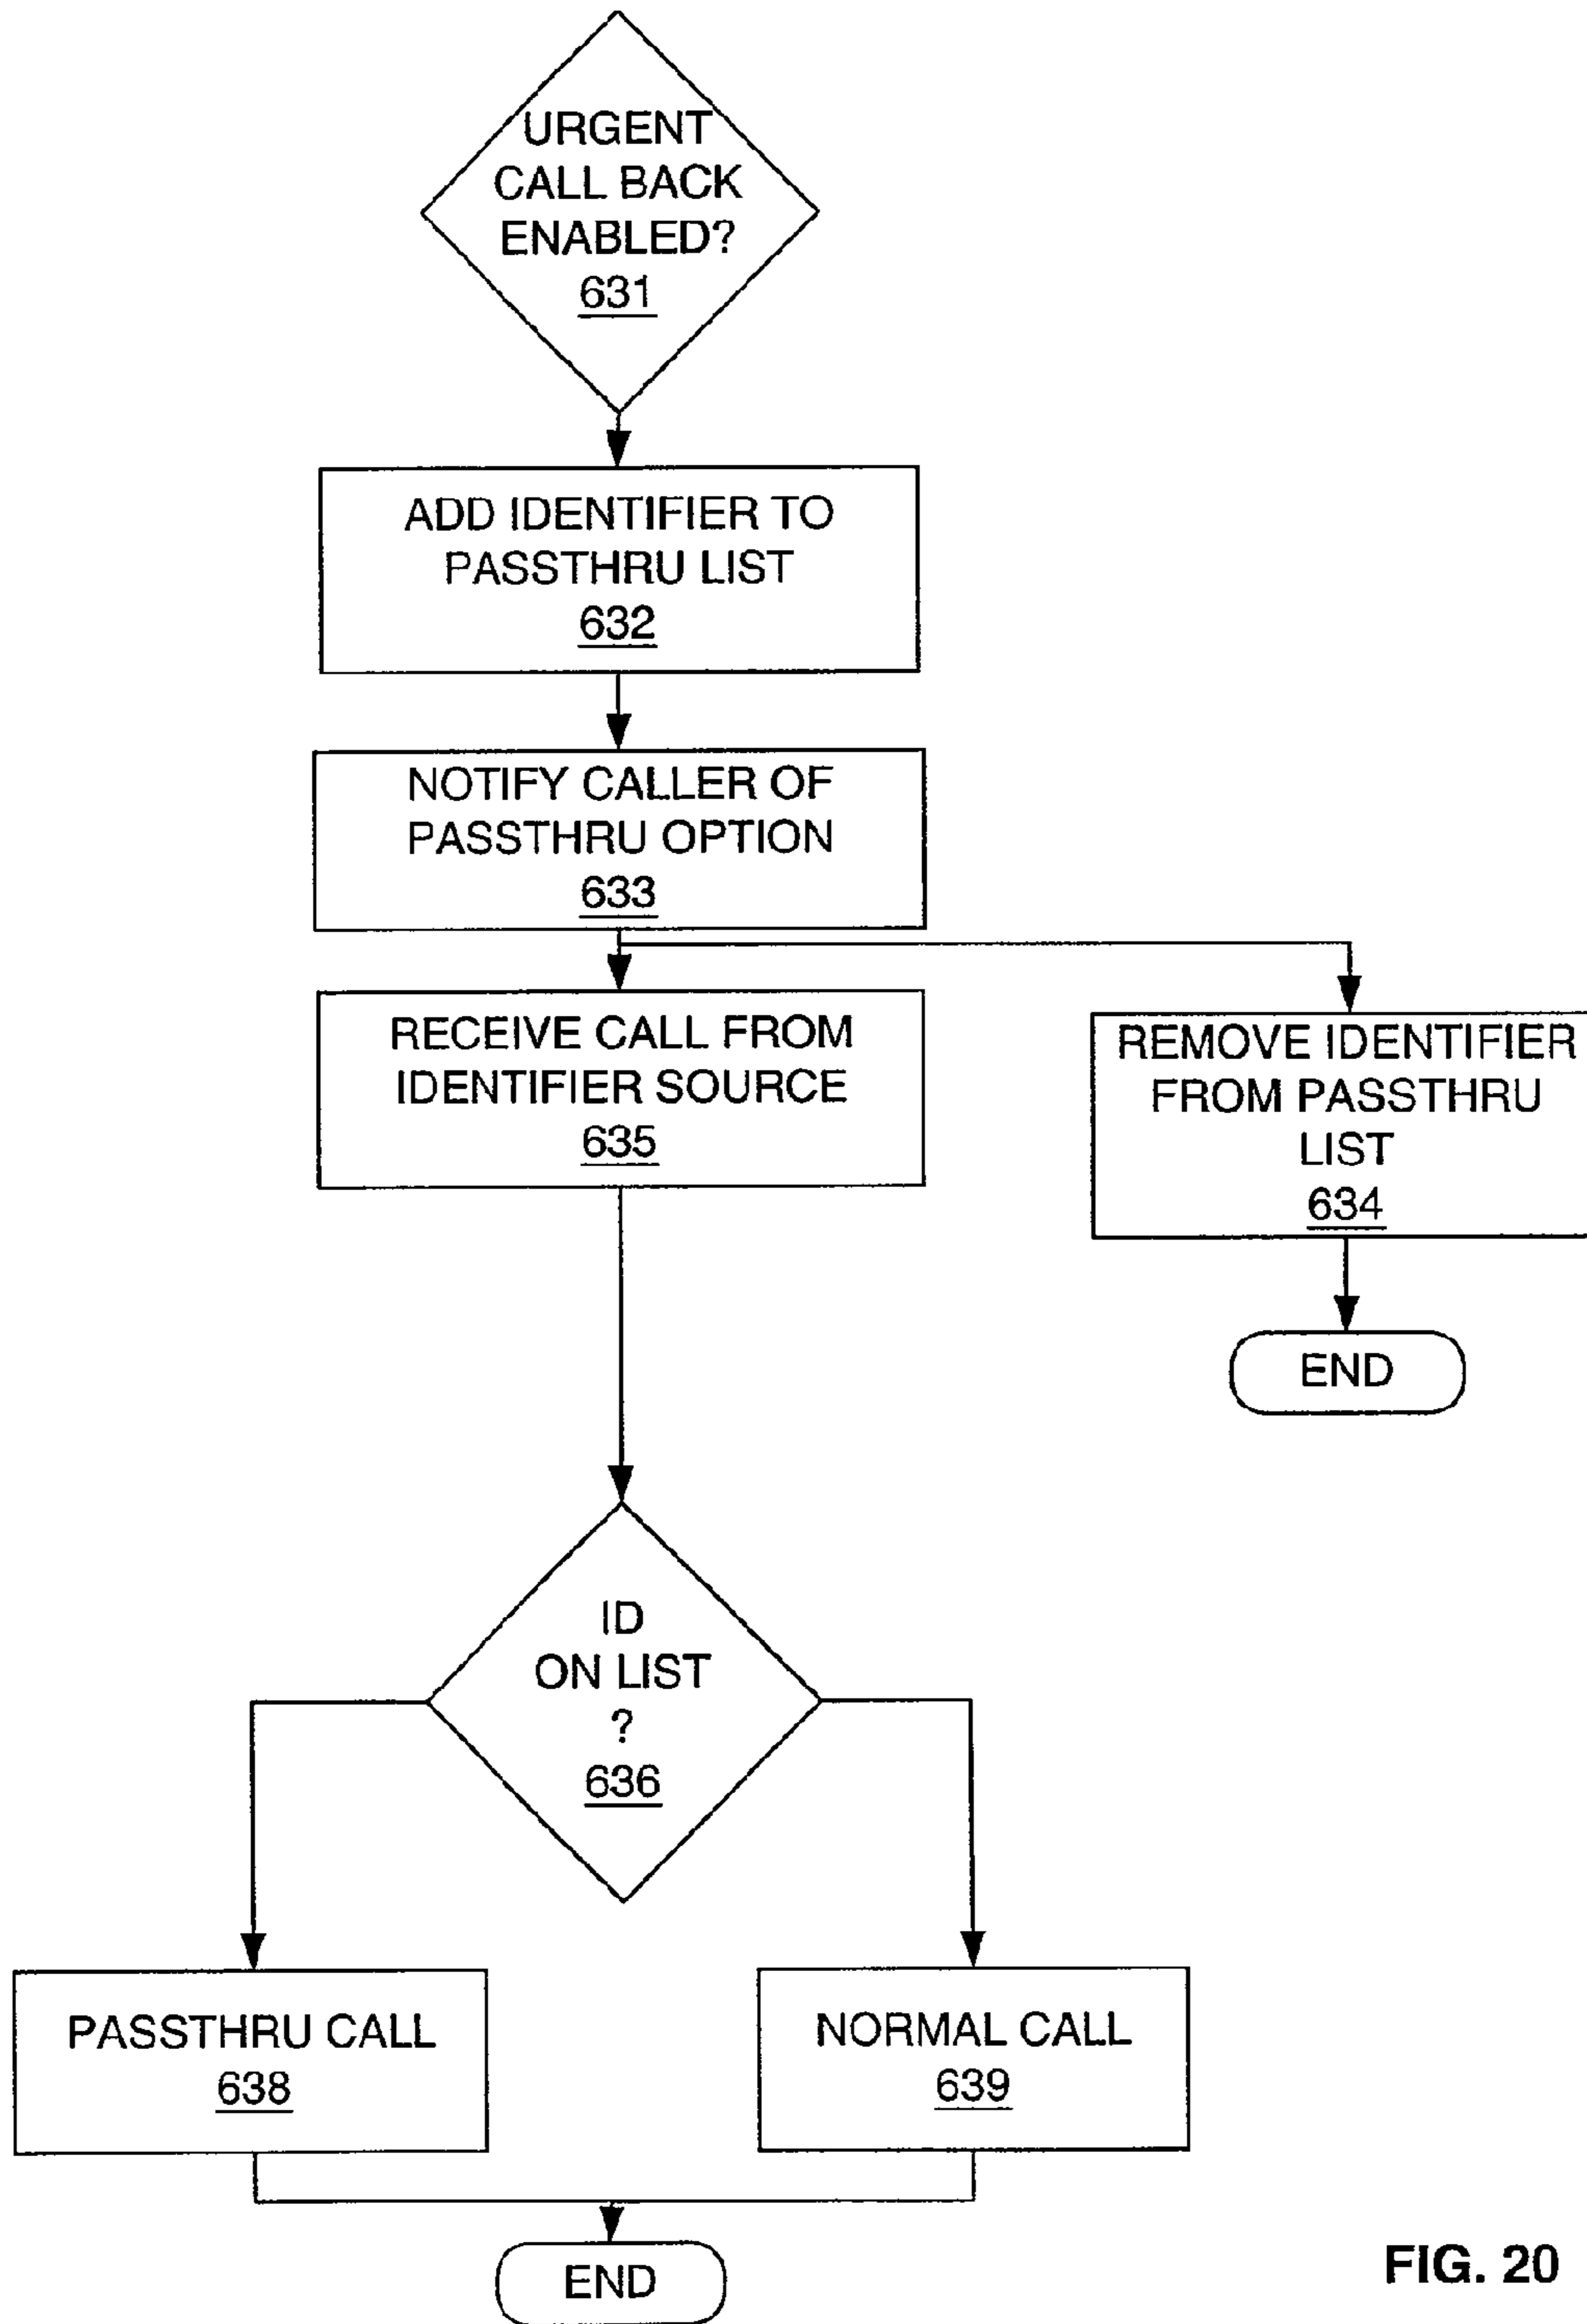 URGENT
CALL BACK
ENABLED?
631
ADD IDENTIFIER TO
PASSTHRU LIST
632
NOTIFY CALLER OF
PASSTHRU OPTION
633
RECEIVE CALL FROM
IDENTIFIER SOURCE
635
REMOVE IDENTIFIER
FROM PASSTHRU
LIST
634
END
ID
ON LIST
?
636
PASSTHRU CALL
638
NORMAL CALL
639
END
FIG. 20